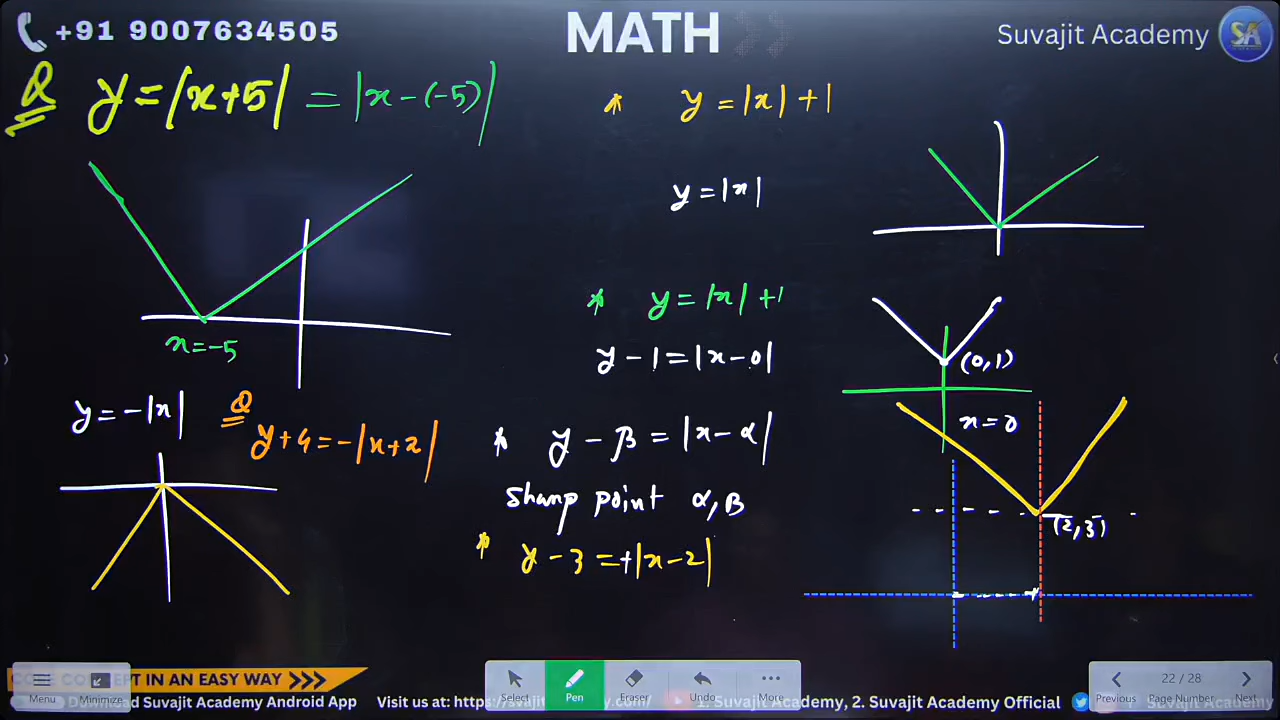 +91 9007634505
MATH
Suvajit Academy
SA
Q y = |x+5| = |x-(-5)|
* y = |x| + 1
y = |x|
x = -5
* y = |x| + 1
y - 1 = |x - 0|
(0,1)
x = 0
y = -|x|
Q y + 4 = -|x+2|
* y - β = |x - α|
Sharp point α, β
* y - 3 = +|x - 2|
(2,3)
CONCEPT IN AN EASY WAY
Menu
Minimize
Select
Pen
Eraser
Undo
More
Previous
22 / 28
Page Number
Next
Download Suvajit Academy Android App
Visit us at: https://
1. Suvajit Academy, 2. Suvajit Academy Official